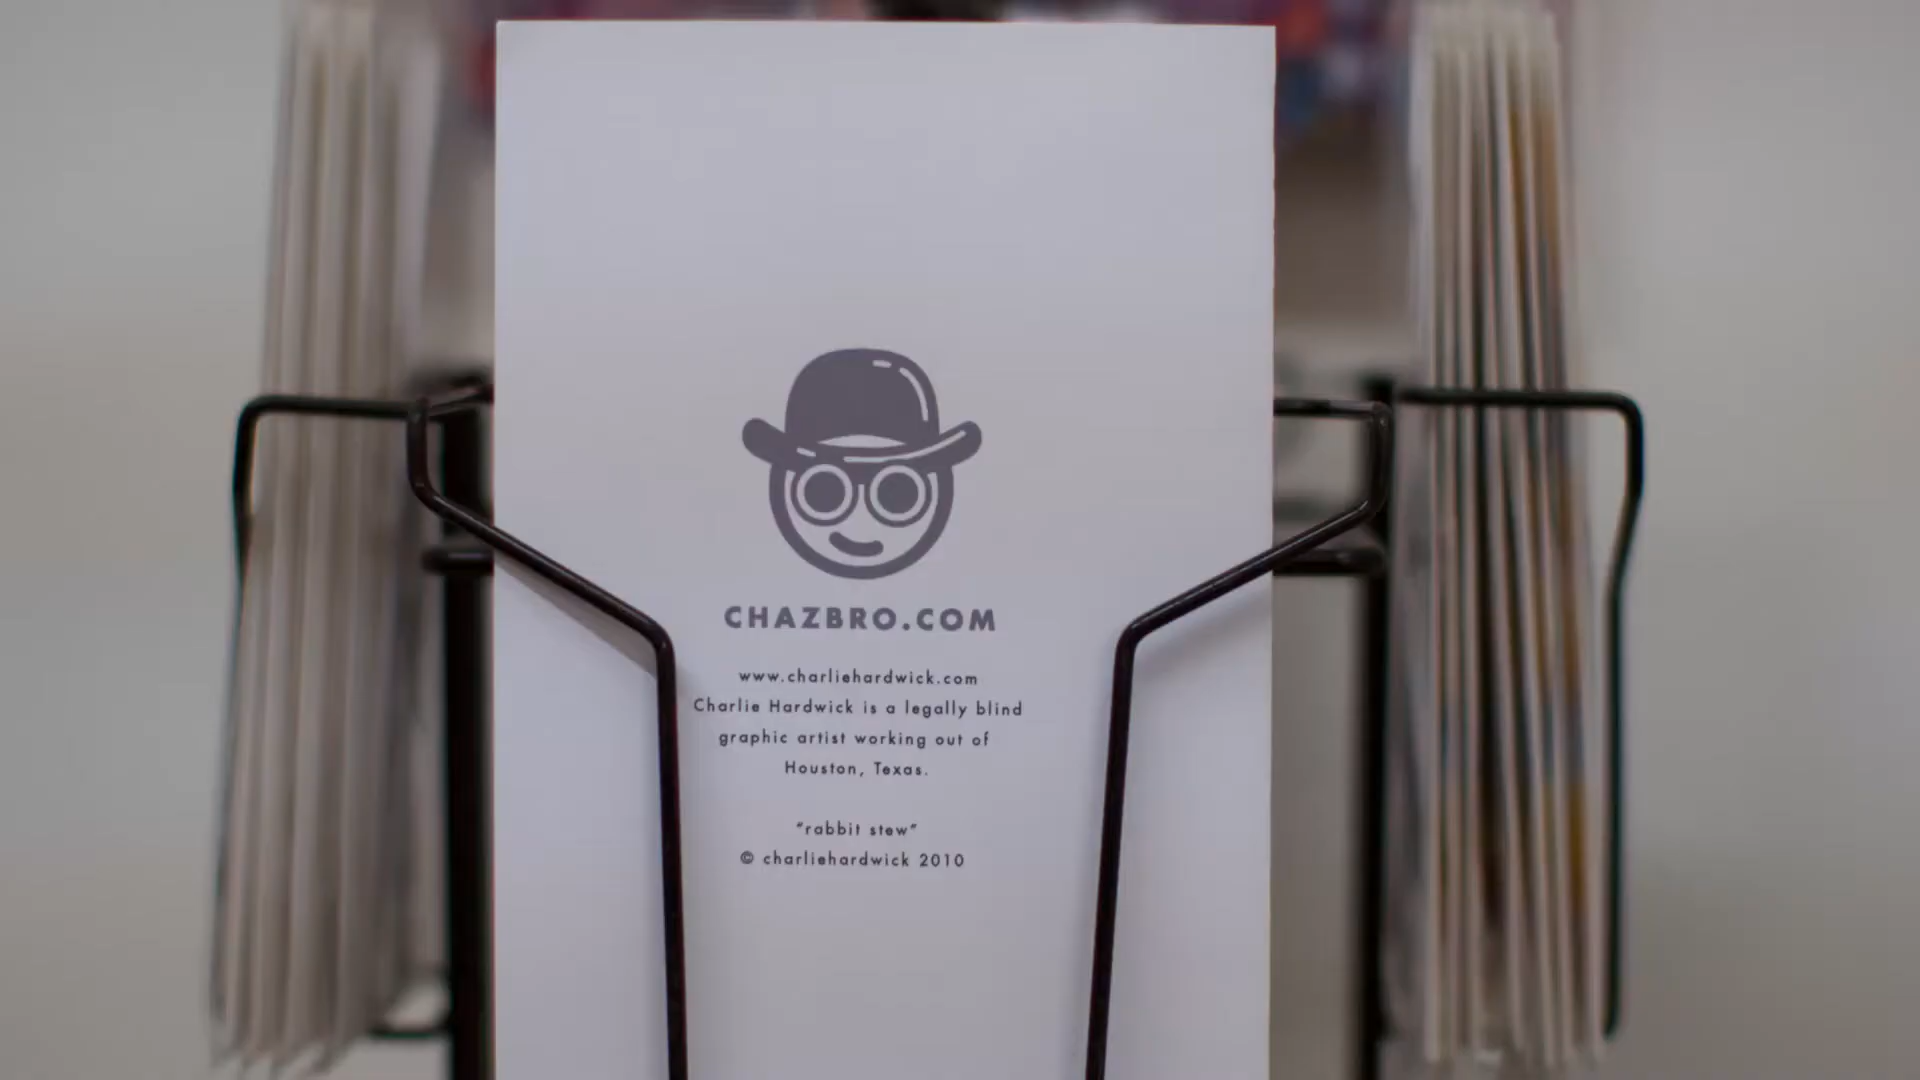 CHAZBRO.COM
www.charliehardwick.com
Charlie Hardwick is a legally blind
graphic artist working out of
Houston, Texas.
“rabbit stew”
© charliehardwick 2010